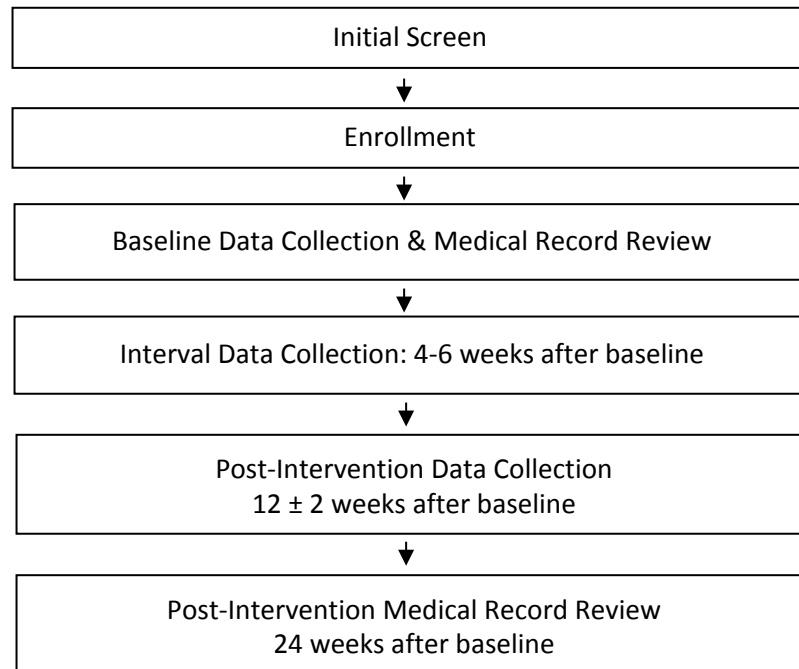 Initial Screen
Enrollment
Baseline Data Collection & Medical Record Review
Interval Data Collection: 4-6 weeks after baseline
Post-Intervention Data Collection
12 ± 2 weeks after baseline
Post-Intervention Medical Record Review
24 weeks after baseline